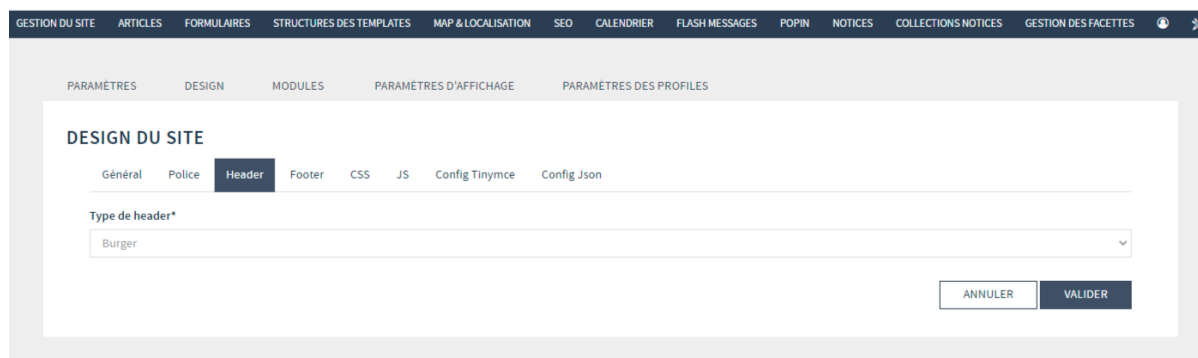 GESTION DU SITE ARTICLES FORMULAIRES STRUCTURES DES TEMPLATES MAP & LOCALISATION SEO CALENDRIER FLASH MESSAGES POPIN NOTICES COLLECTIONS NOTICES GESTION DES FACETTES
PARAMÈTRES DESIGN MODULES PARAMÈTRES D'AFFICHAGE PARAMÈTRES DES PROFILES
DESIGN DU SITE
Général Police Header Footer CSS JS Config Tinymce Config Json
Type de header*
Burger
ANNULER VALIDER